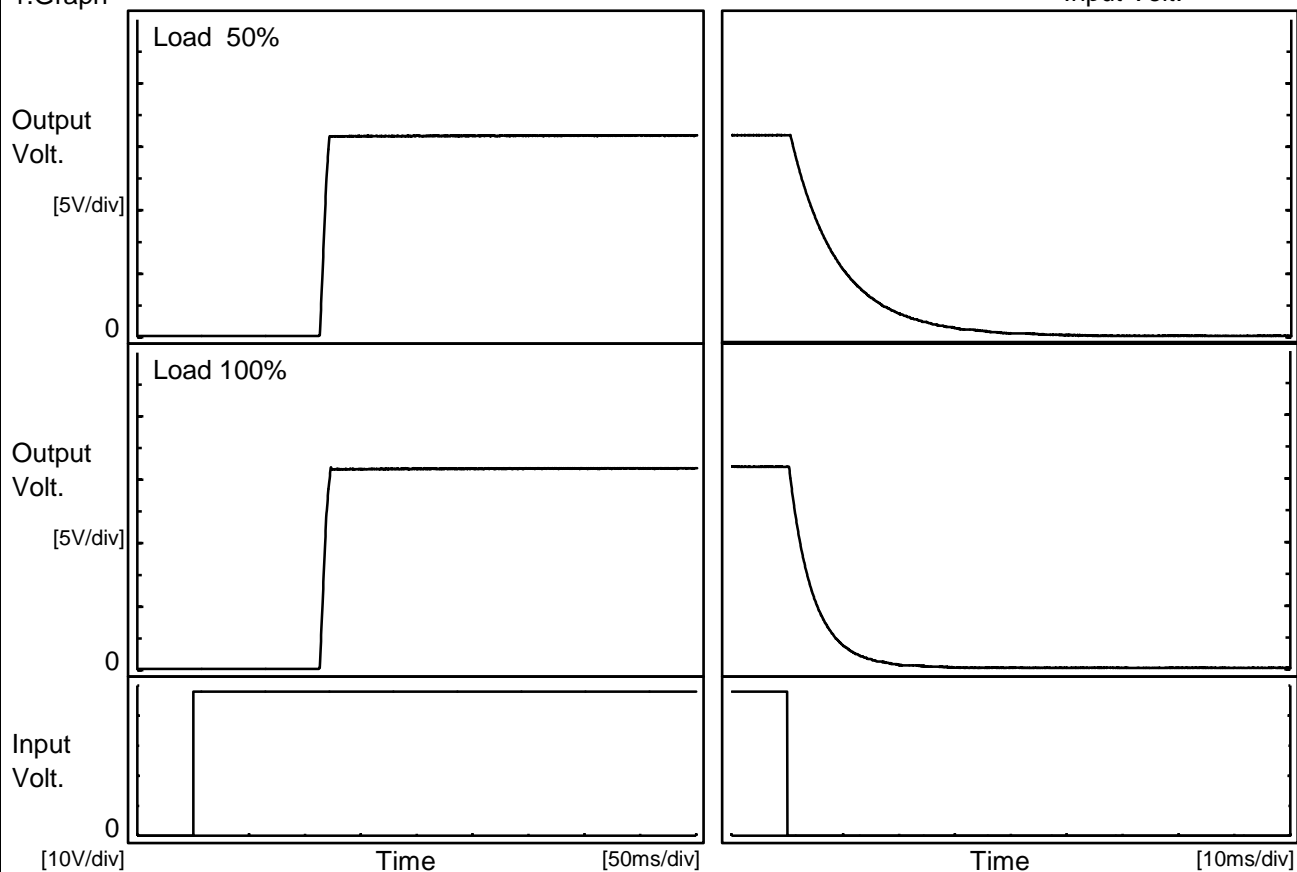 1.Graph
Input Volt.
Load 50%
Output
Volt.
[5V/div]
0
Load 100%
Output
Volt.
[5V/div]
0
Input
Volt.
0
[10V/div]
Time
[50ms/div]
Time
[10ms/div]